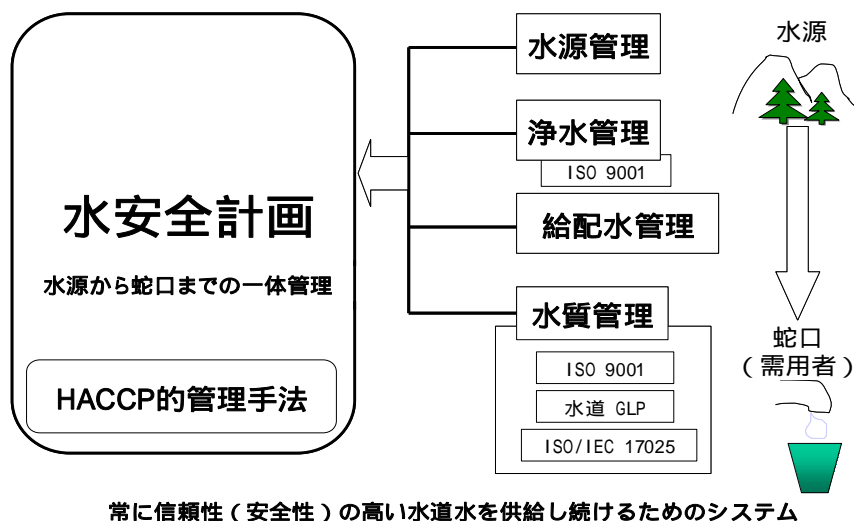 水安全計画
水源から蛇口までの一体管理
HACCP的管理手法
水源管理
浄水管理
ISO 9001
給配水管理
水質管理
ISO 9001
水道 GLP
ISO/IEC 17025
水源
蛇口
（需用者）
常に信頼性（安全性）の高い水道水を供給し続けるためのシステム